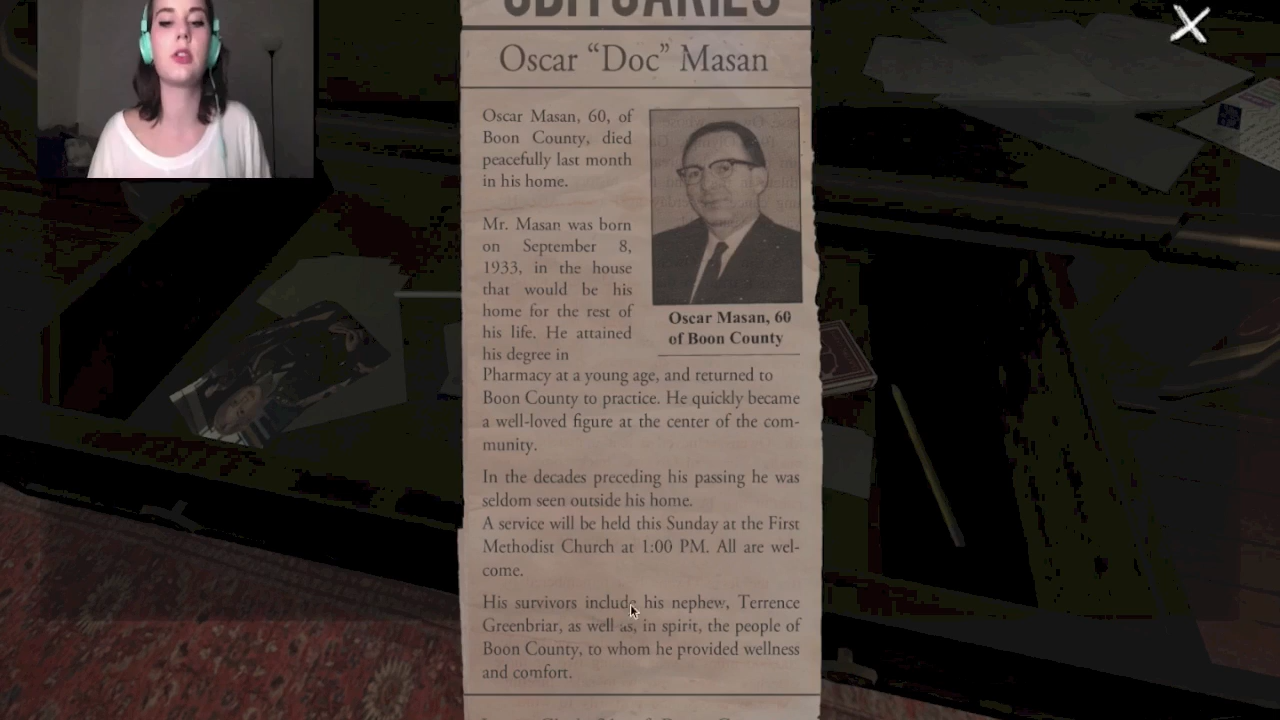 OBITUARIES
Oscar “Doc” Masan
Oscar Masan, 60, of
Boon County, died
peacefully last month
in his home.
Mr. Masan was born
on September 8,
1933, in the house
that would be his
home for the rest of
his life. He attained
his degree in
Oscar Masan, 60
of Boon County
Pharmacy at a young age, and returned to
Boon County to practice. He quickly became
a well-loved figure at the center of the com-
munity.
In the decades preceding his passing he was
seldom seen outside his home.
A service will be held this Sunday at the First
Methodist Church at 1:00 PM. All are wel-
come.
His survivors include his nephew, Terrence
Greenbriar, as well as, in spirit, the people of
Boon County, to whom he provided wellness
and comfort.